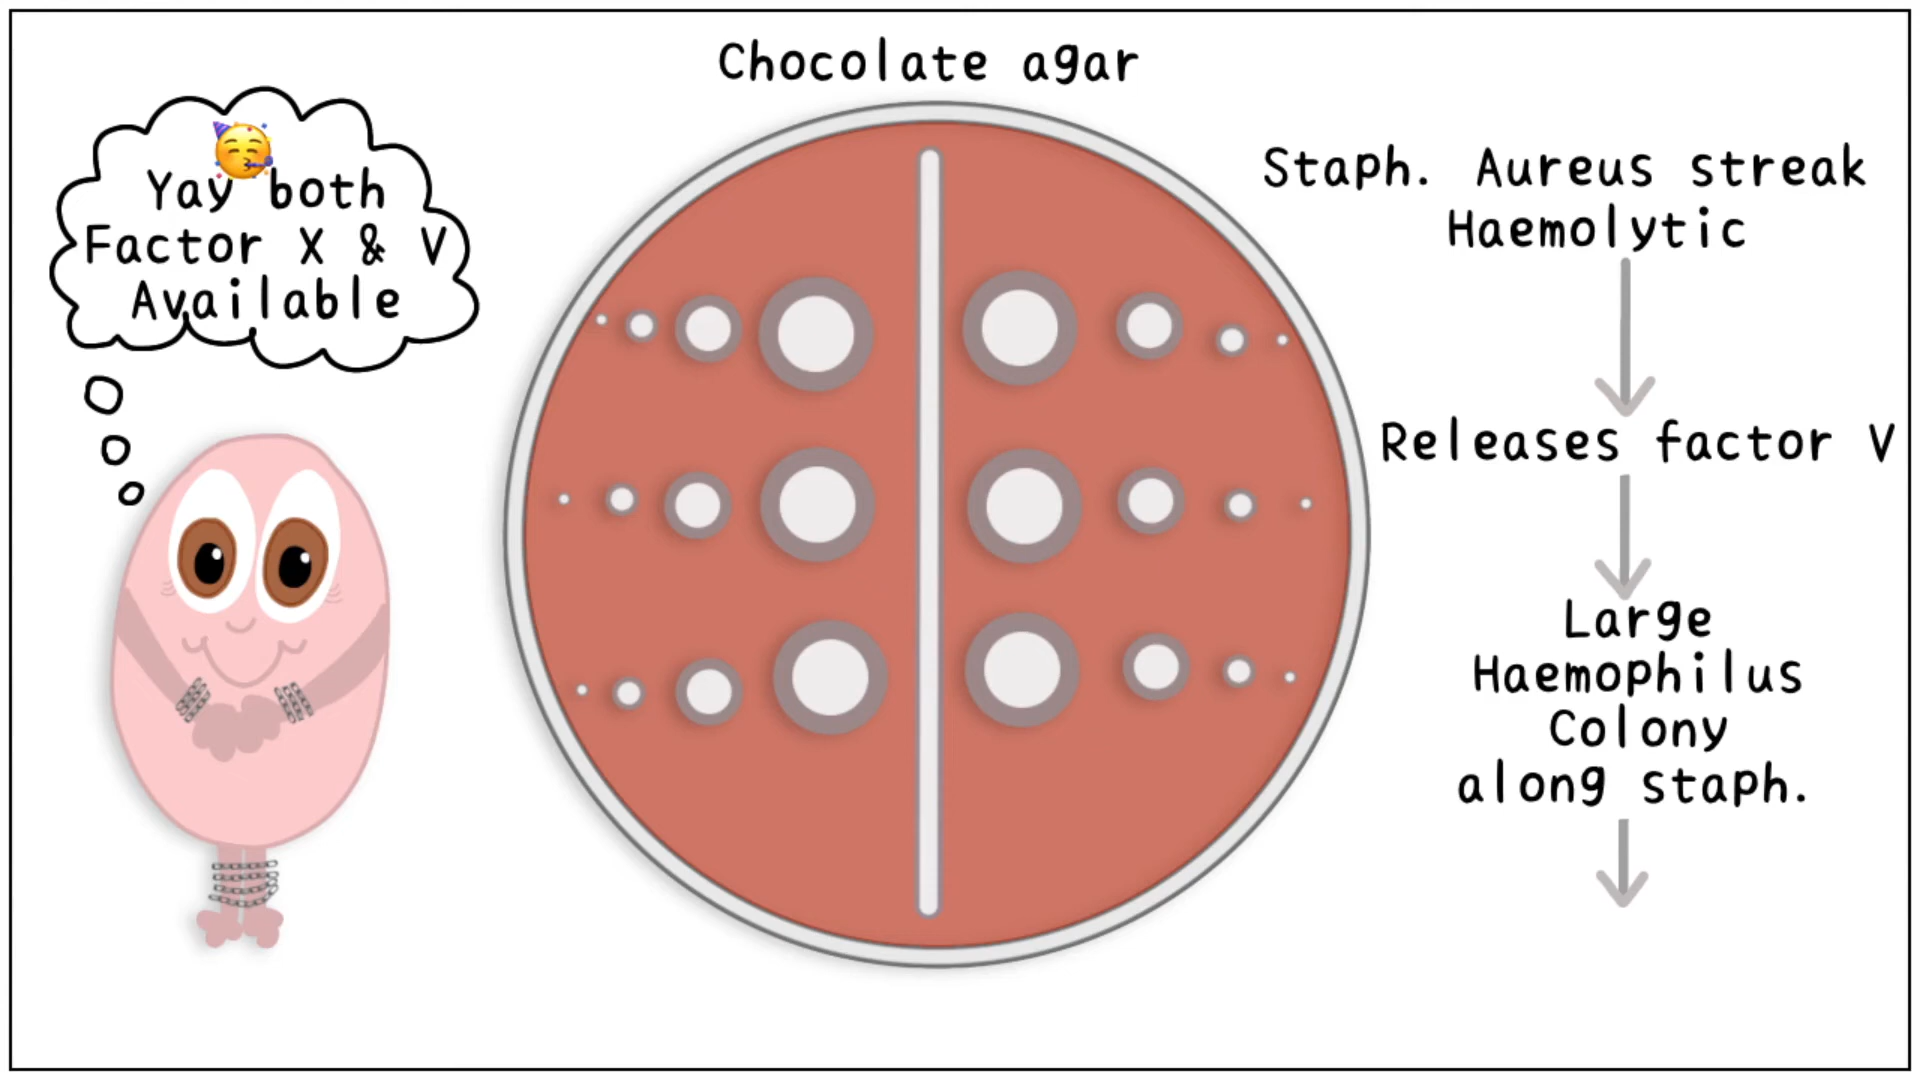 Chocolate agar
Yay both
Factor X & V
Available
Staph. Aureus streak
Haemolytic
Releases factor V
Large
Haemophilus
Colony
along staph.